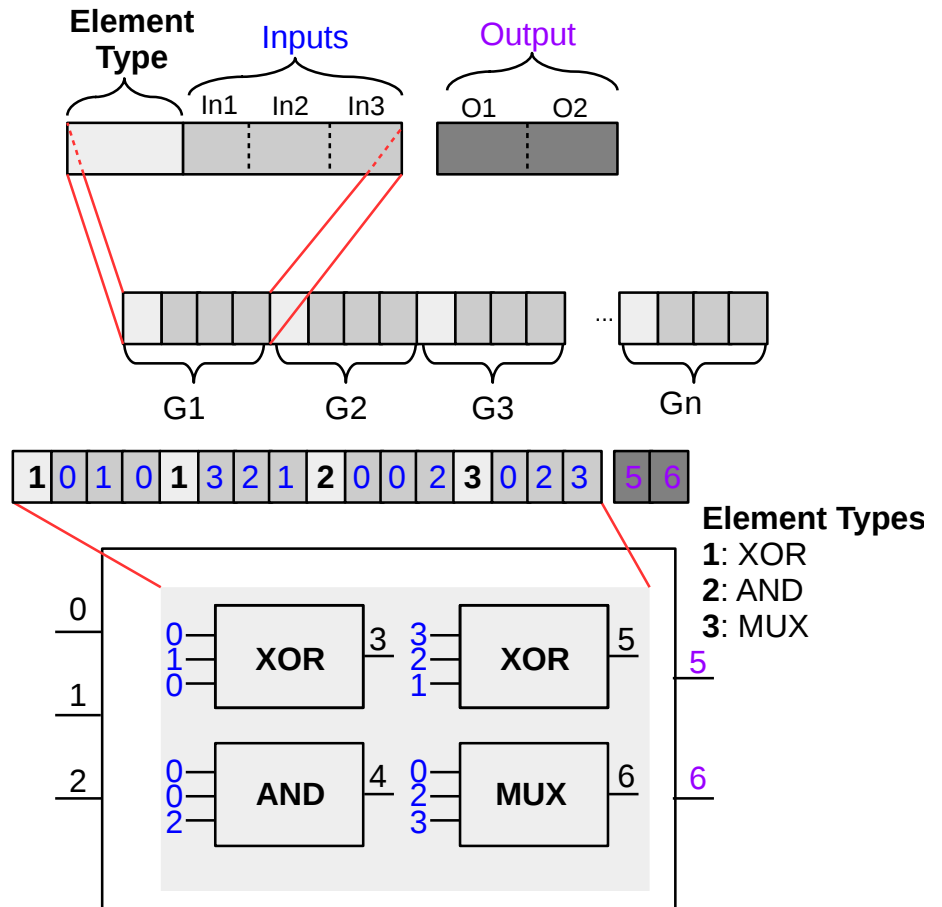 Element Type
Inputs
Output
In1 In2 In3
O1 O2
...
G1 G2 G3 Gn
1 0 1 0 1 3 2 1 2 0 0 2 3 0 2 3 5 6
Element Types
1: XOR
2: AND
3: MUX
0
1
2
0
1
0
XOR
3
3
2
1
XOR
5
0
0
2
AND
4
0
2
3
MUX
6
5
6